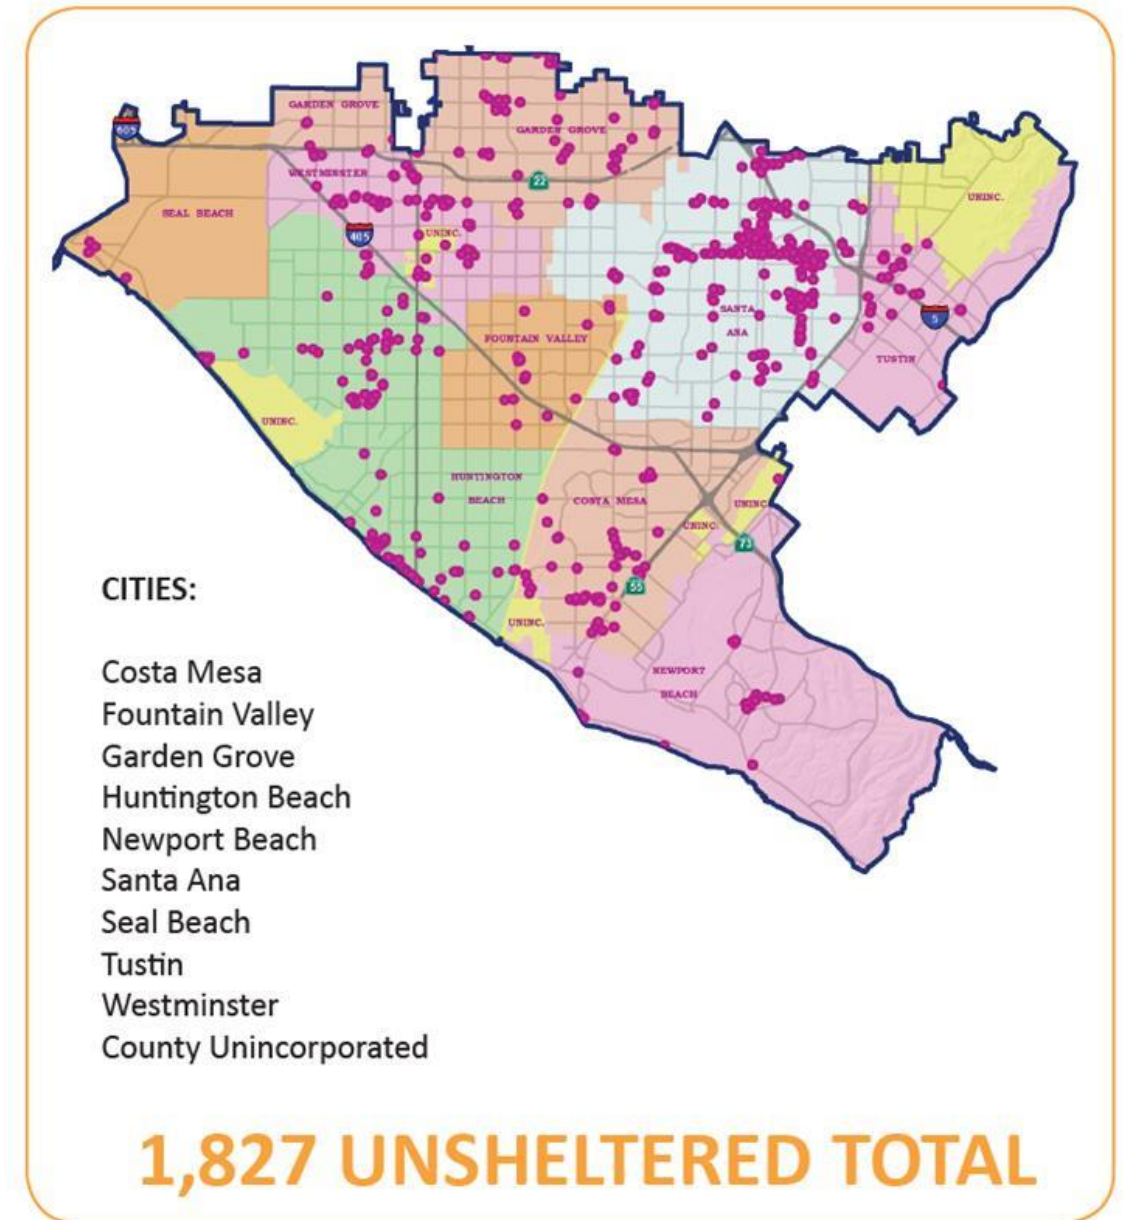 GARDEN GROVE
605
GARDEN GROVE
WESTMINSTER
22
UNINC.
SEAL BEACH
405
UNINC.
SANTA
ANA
5
FOUNTAIN VALLEY
TUSTIN
UNINC.
HUNTINGTON
BEACH
COSTA MESA
UNINC.
UNINC.
73
55
UNINC.
NEWPORT
BEACH
CITIES:
Costa Mesa
Fountain Valley
Garden Grove
Huntington Beach
Newport Beach
Santa Ana
Seal Beach
Tustin
Westminster
County Unincorporated
1,827 UNSHELTERED TOTAL